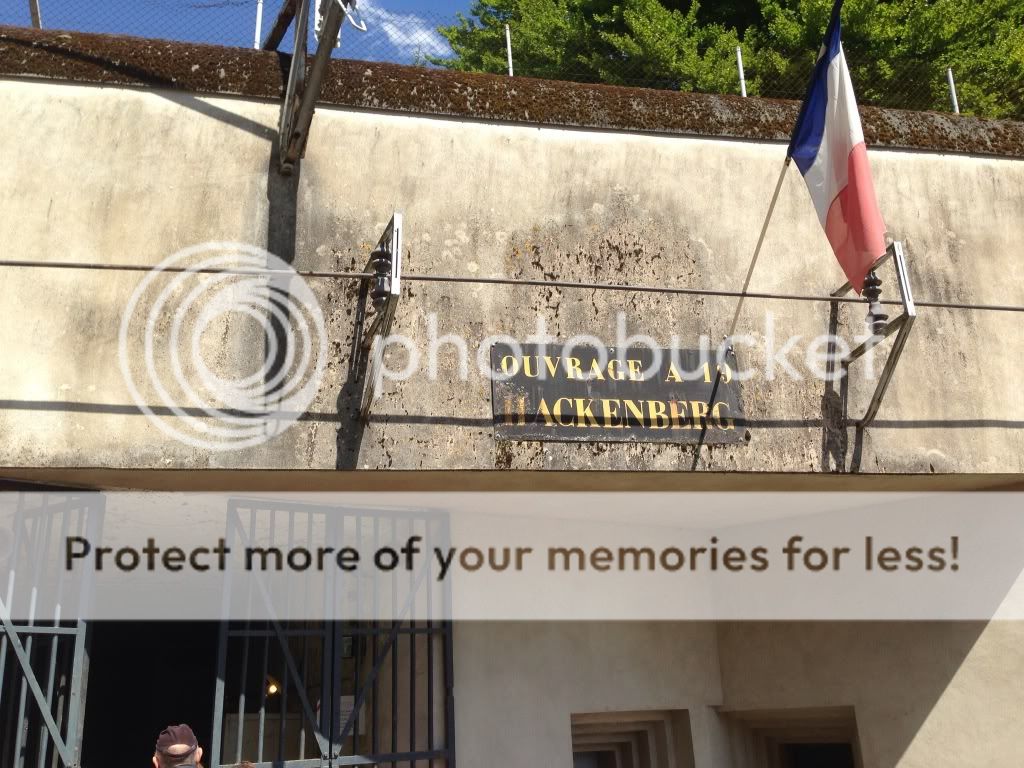 photobucket
OUVRAGE A 19
HACKENBERG
Protect more of your memories for less!